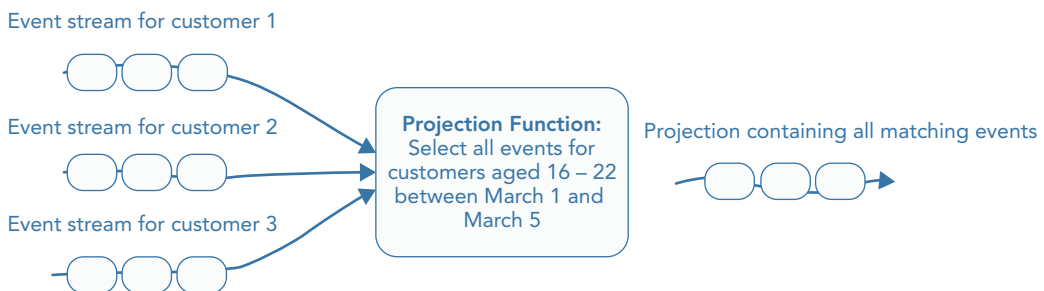 Event stream for customer 1
Event stream for customer 2
Event stream for customer 3
Projection Function:
Select all events for
customers aged 16 – 22
between March 1 and
March 5
Projection containing all matching events